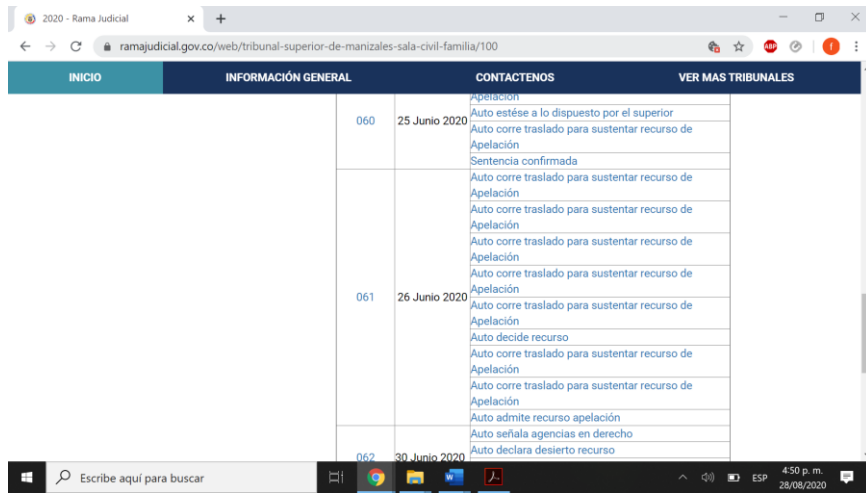 2020 - Rama Judicial
ramajudicial.gov.co/web/tribunal-superior-de-manizales-sala-civil-familia/100
ABP
f
INICIO INFORMACIÓN GENERAL CONTACTENOS VER MAS TRIBUNALES
Apelación
060 25 Junio 2020 Auto estése a lo dispuesto por el superior
Auto corre traslado para sustentar recurso de
Apelación
Sentencia confirmada
Auto corre traslado para sustentar recurso de
Apelación
Auto corre traslado para sustentar recurso de
Apelación
Auto corre traslado para sustentar recurso de
Apelación
Auto corre traslado para sustentar recurso de
Apelación
061 26 Junio 2020
Auto corre traslado para sustentar recurso de
Apelación
Auto decide recurso
Auto corre traslado para sustentar recurso de
Apelación
Auto corre traslado para sustentar recurso de
Apelación
Auto admite recurso apelación
Auto señala agencias en derecho
062 30 Junio 2020 Auto declara desierto recurso
Escribe aquí para buscar
ESP
4:50 p. m.
28/08/2020